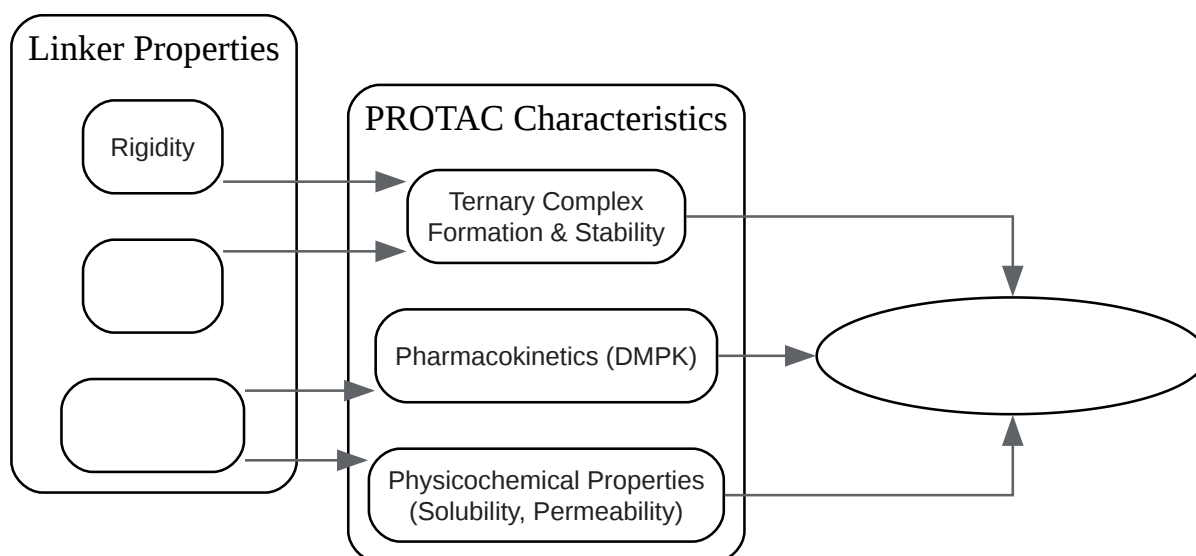 Linker Properties
Rigidity
PROTAC Characteristics
Ternary Complex
Formation & Stability
Pharmacokinetics (DMPK)
Physicochemical Properties
(Solubility, Permeability)